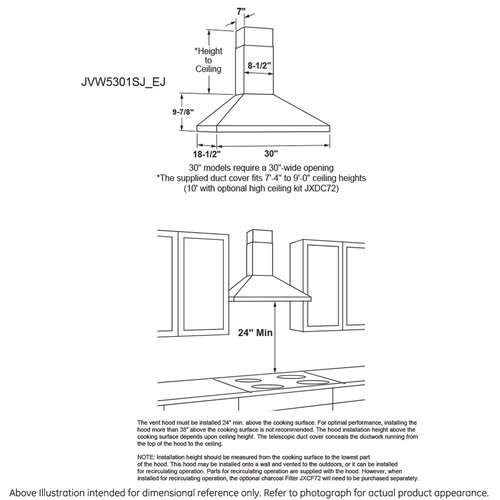 7"
*Height
to
Ceiling
8-1/2"
JVW5301SJ_EJ
9-7/8"
18-1/2"
30"
30" models require a 30"-wide opening
*The supplied duct cover fits 7'-4" to 9'-0" ceiling heights
(10' with optional high ceiling kit JXDC72)
24" Min
The vent hood must be installed 24" min. above the cooking surface. For optimal performance, installing the
hood more than 38" above the cooking surface is not recommended. The hood installation height above the
cooking surface depends upon ceiling height. The telescopic duct cover conceals the ductwork running from
the top of the hood to the ceiling.
NOTE: Installation height should be measured from the cooking surface to the lowest part
of the hood. This hood may be installed onto a wall and vented to the outdoors, or it can be installed
for recirculating operation. Parts for recirculating operation are supplied with the hood. However, when
installed for recirculating operation, the optional charcoal Filter JXCF72 will need to be purchased separately.
Above Illustration intended for dimensional reference only. Refer to photograph for actual product appearance.